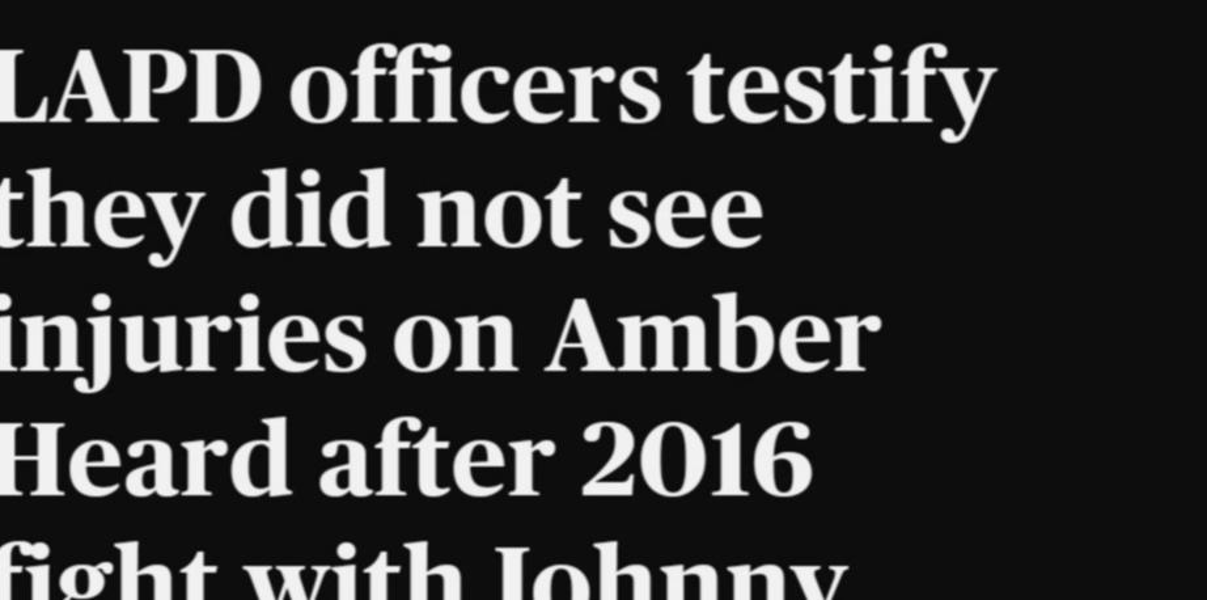 LAPD officers testify
they did not see
injuries on Amber
Heard after 2016
fight with Johnny